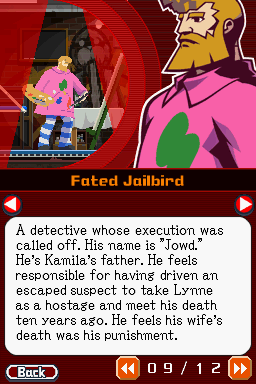 Fated Jailbird
A detective whose execution was
called off. His name is "Jowd."
He's Kamila's father. He feels
responsible for having driven an
escaped suspect to take Lynne
as a hostage and meet his death
ten years ago. He feels his wife's
death was his punishment.
Back 09/12